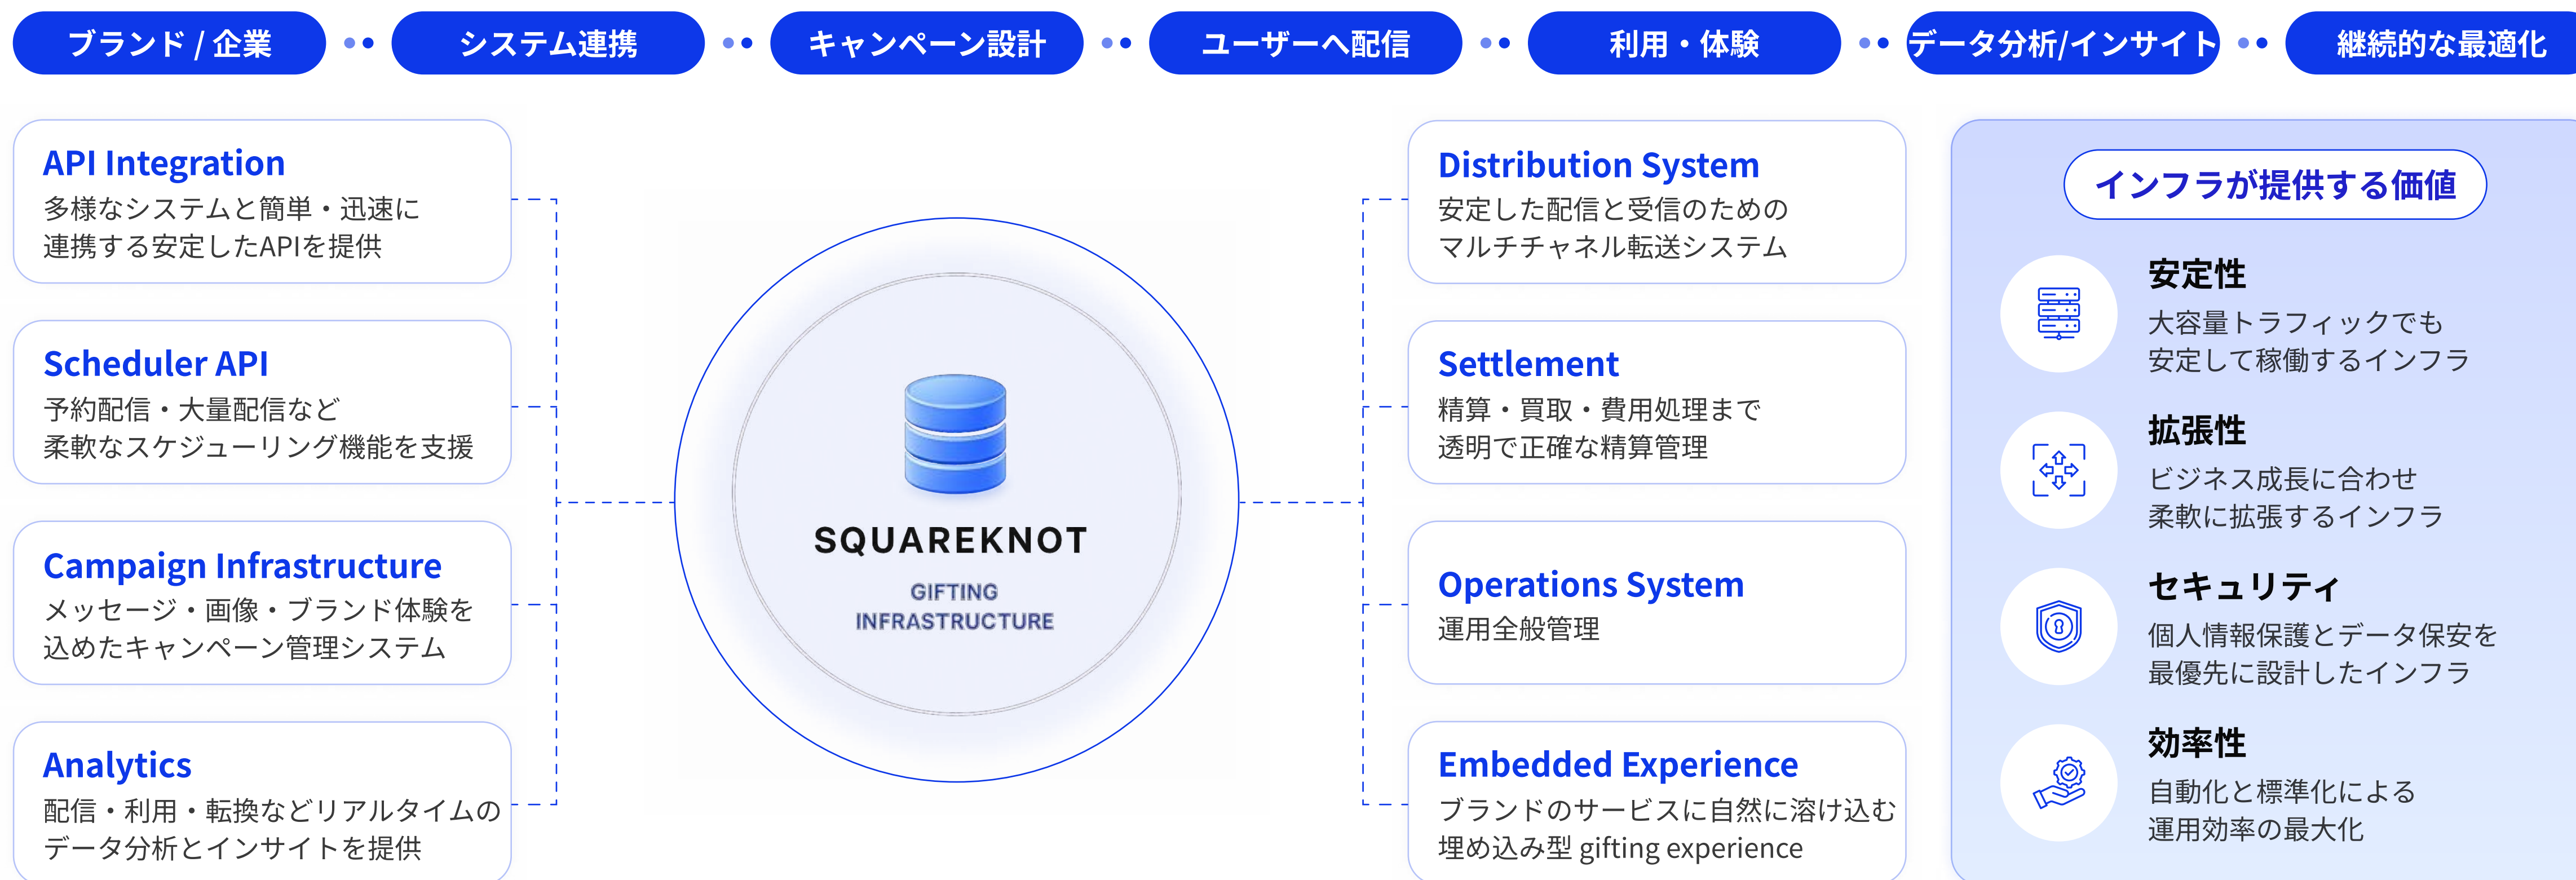 ブランド / 企業
システム連携
キャンペーン設計
ユーザーへ配信
利用・体験
データ分析/インサイト
継続的な最適化
API Integration
多様なシステムと簡単・迅速に
連携する安定したAPIを提供
Scheduler API
予約配信・大量配信など
柔軟なスケジューリング機能を支援
Campaign Infrastructure
メッセージ・画像・ブランド体験を
込めたキャンペーン管理システム
Analytics
配信・利用・転換などリアルタイムの
データ分析とインサイトを提供
SQUAREKNOT
GIFTING
INFRASTRUCTURE
Distribution System
安定した配信と受信のための
マルチチャネル転送システム
Settlement
精算・買取・費用処理まで
透明で正確な精算管理
Operations System
運用全般管理
Embedded Experience
ブランドのサービスに自然に溶け込む
埋め込み型 gifting experience
インフラが提供する価値
安定性
大容量トラフィックでも
安定して稼働するインフラ
拡張性
ビジネス成長に合わせ
柔軟に拡張するインフラ
セキュリティ
個人情報保護とデータ保安を
最優先に設計したインフラ
効率性
自動化と標準化による
運用効率の最大化